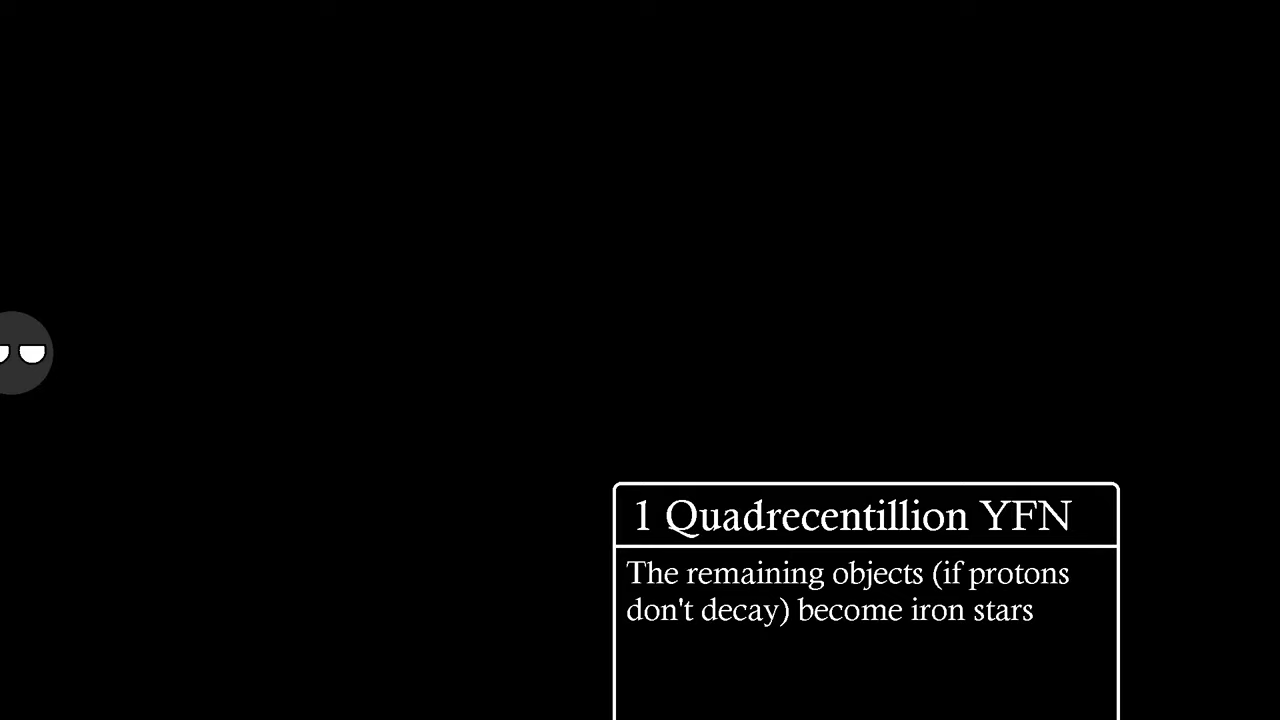 1 Quadrecentillion YFN
The remaining objects (if protons
don't decay) become iron stars